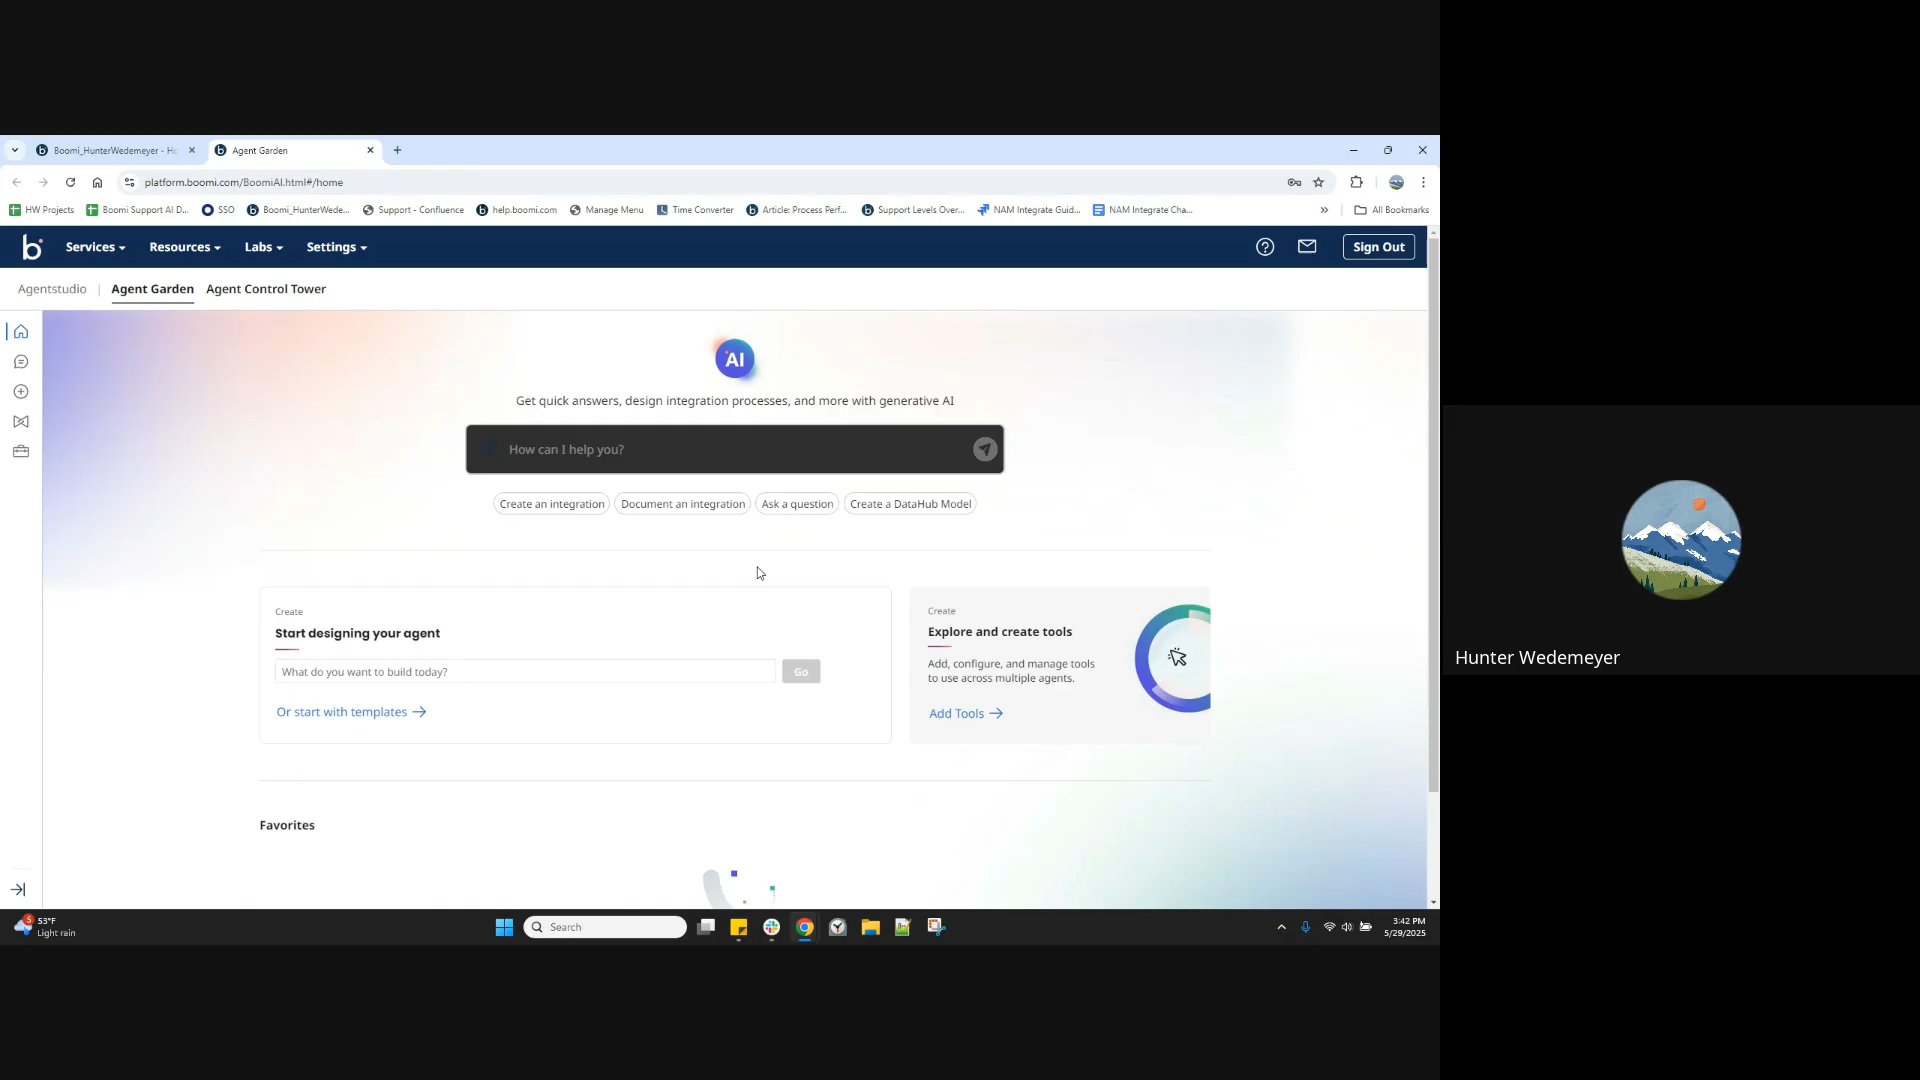 Boomi_HunterWedemeyer - Ho
Agent Garden
platform.boomi.com/BoomiAI.html#/home
HW Projects
Boomi Support AI D...
SSO
Boomi_HunterWede...
Support - Confluence
help.boomi.com
Manage Menu
Time Converter
Article: Process Perf...
Support Levels Over...
NAM Integrate Guid...
NAM Integrate Cha...
All Bookmarks
Services
Resources
Labs
Settings
Sign Out
Agentstudio | Agent Garden Agent Control Tower
AI
Get quick answers, design integration processes, and more with generative AI
How can I help you?
Create an integration
Document an integration
Ask a question
Create a DataHub Model
Create
Start designing your agent
What do you want to build today?
Go
Or start with templates
Create
Explore and create tools
Add, configure, and manage tools
to use across multiple agents.
Add Tools
Favorites
Hunter Wedemeyer
5
53°F
Light rain
Search
3:42 PM
5/29/2025